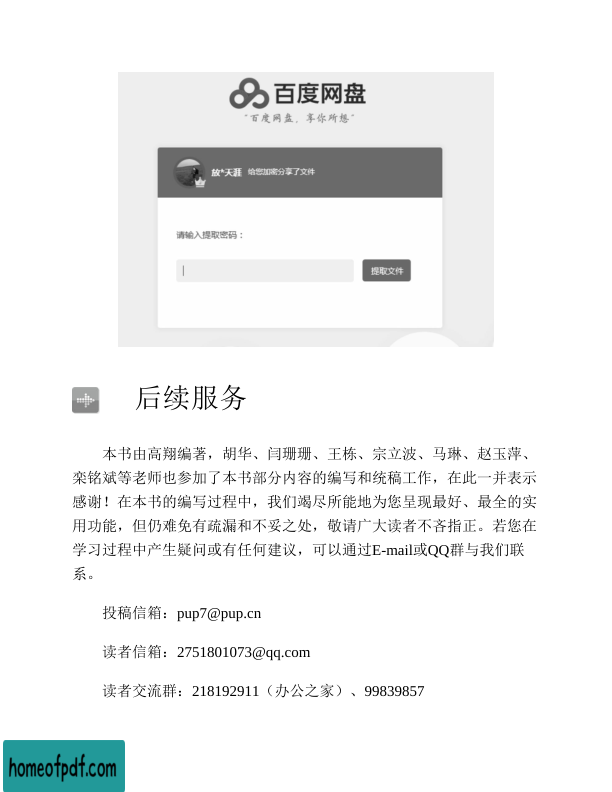 百度网盘
“百度网盘，享你所想”
放*天涯 给您加密分享了文件
请输入提取密码：
提取文件
后续服务
本书由高翔编著，胡华、闫珊珊、王栋、宗立波、马琳、赵玉萍、
栾铭斌等老师也参加了本书部分内容的编写和统稿工作，在此一并表示
感谢！在本书的编写过程中，我们竭尽所能地为您呈现最好、最全的实
用功能，但仍难免有疏漏和不妥之处，敬请广大读者不吝指正。若您在
学习过程中产生疑问或有任何建议，可以通过E-mail或QQ群与我们联
系。
投稿信箱：pup7@pup.cn
读者信箱：2751801073@qq.com
读者交流群：218192911（办公之家）、99839857
homeofpdf.com